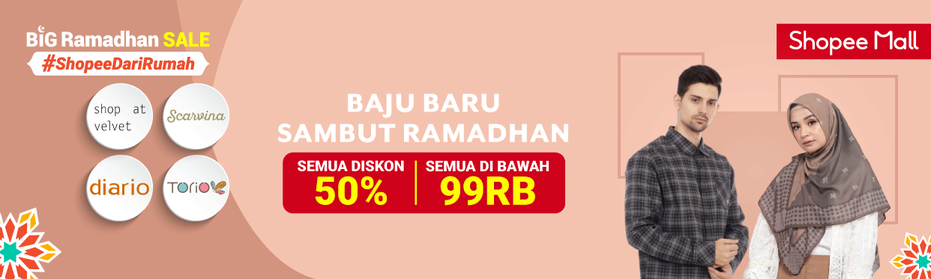 BIG Ramadhan SALE
#ShopeeDariRumah
shop at
velvet
Scarvina
diario
TORIO
BAJU BARU
SAMBUT RAMADHAN
SEMUA DISKON
50%
SEMUA DI BAWAH
99RB
Shopee Mall